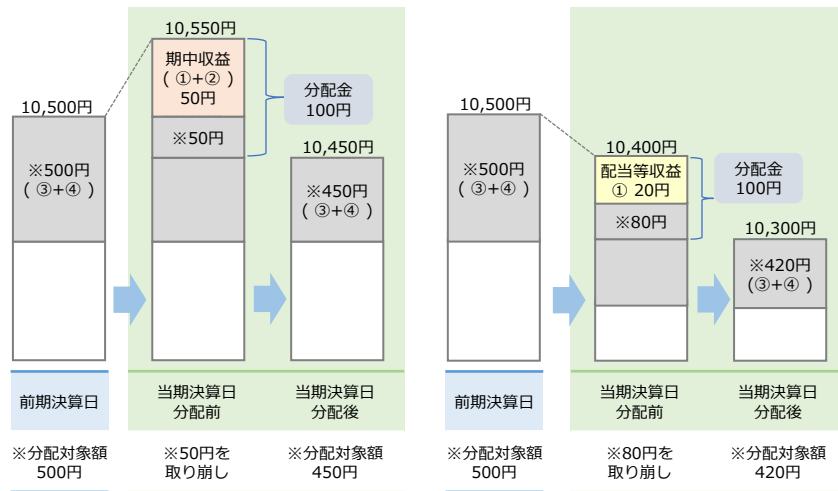 10,550円
期中収益
( ①+② )
50円
分配金
100円
10,500円
※50円
※500円
( ③+④ )
10,450円
※450円
( ③+④ )
前期決算日
当期決算日
分配前
当期決算日
分配後
※分配対象額
500円
※50円を
取り崩し
※分配対象額
450円
10,500円
※500円
( ③+④ )
10,400円
配当等収益
① 20円
分配金
100円
※80円
10,300円
※420円
(③+④ )
前期決算日
当期決算日
分配前
当期決算日
分配後
※分配対象額
500円
※80円を
取り崩し
※分配対象額
420円